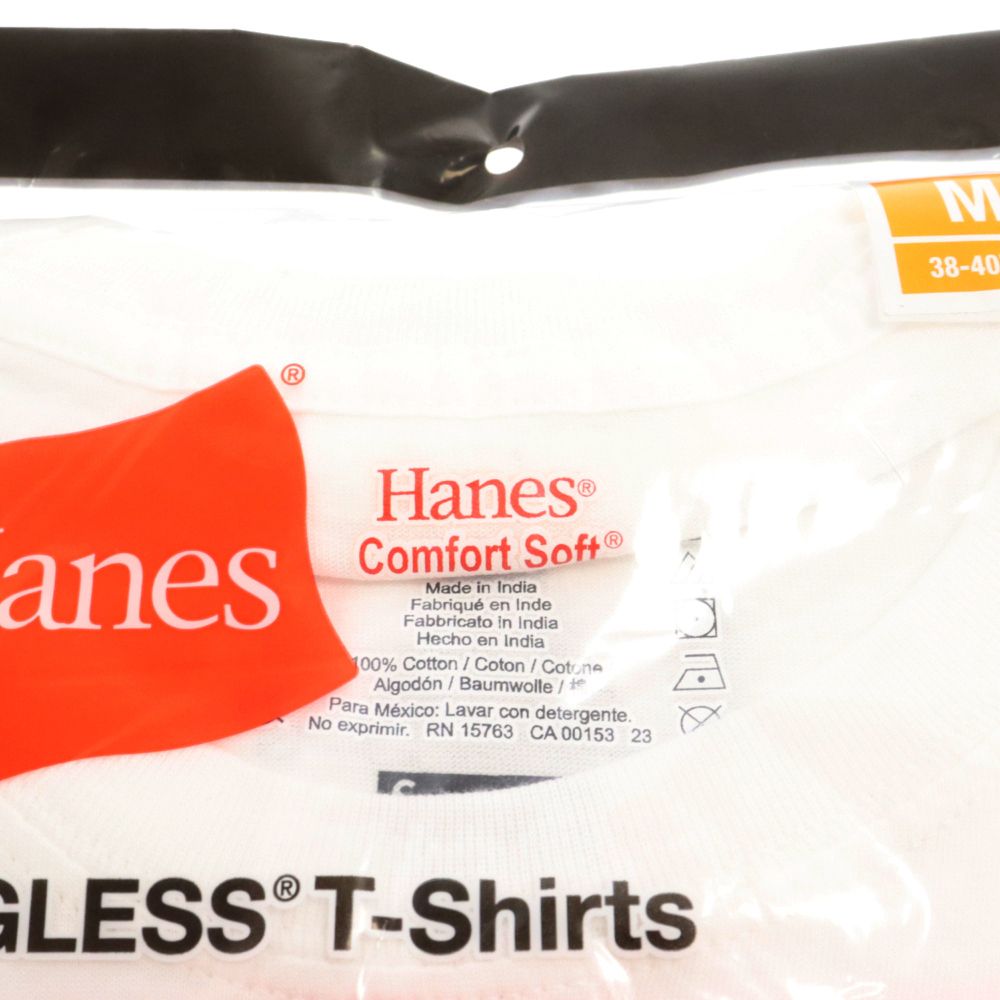 M
38-40
®
Hanes®
Comfort Soft®
anes
Made in India
Fabriqué en Inde
Fabbricato in India
Hecho en India
100% Cotton / Coton / Cotone
Algodón / Baumwolle /
Para México: Lavar con detergente.
No exprimir. RN 15763 CA 00153 23
GLESS® T-Shirts